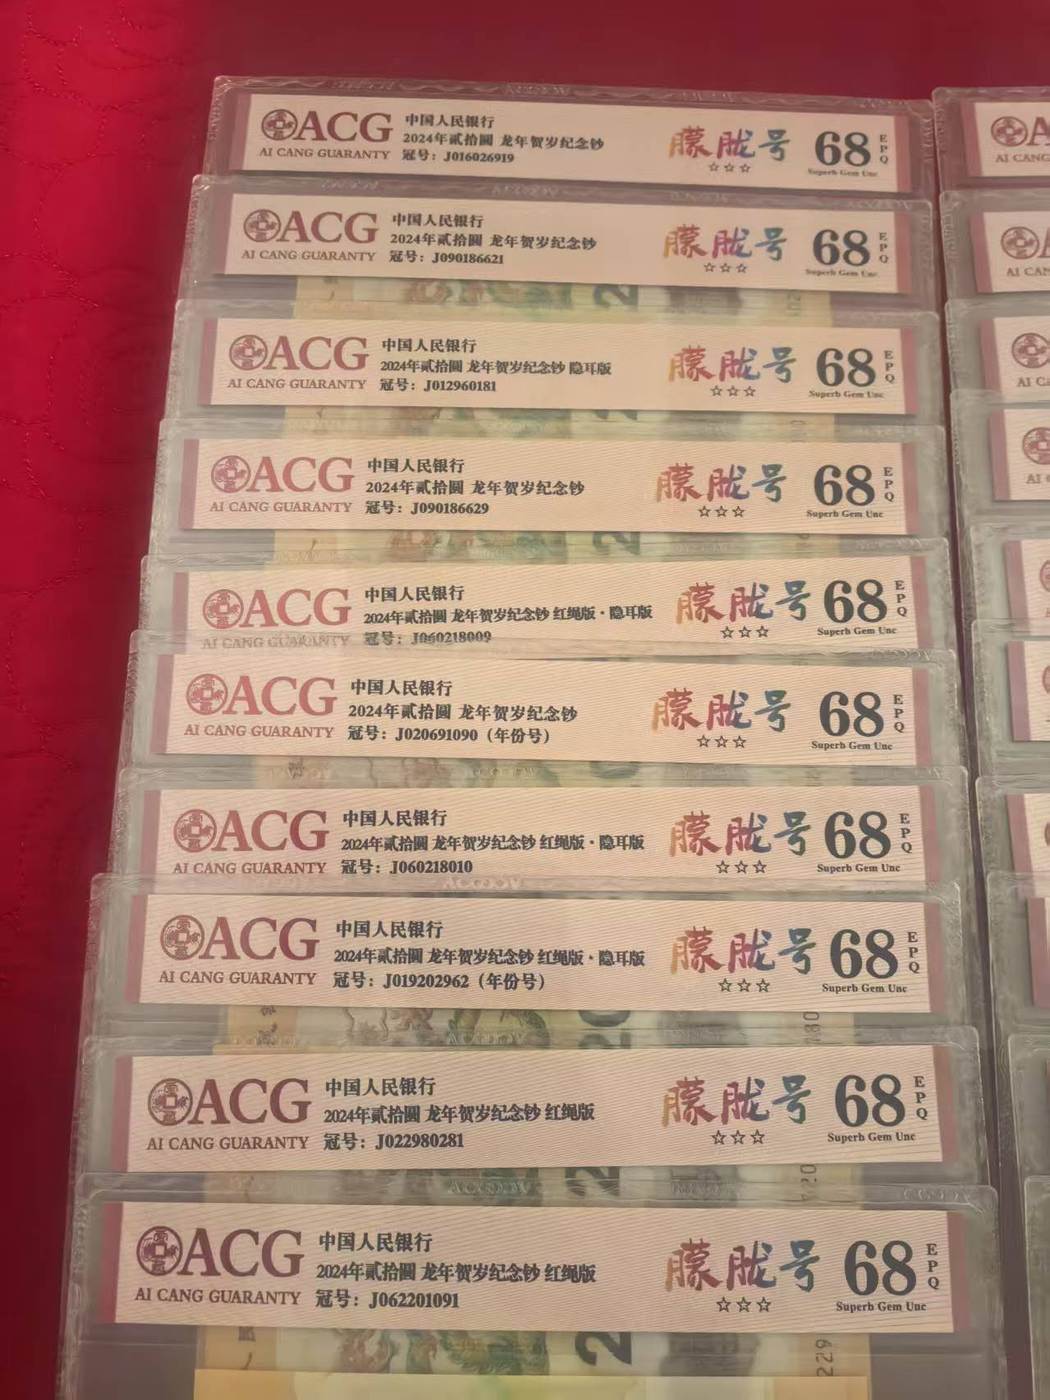 ACG
AI CANG GUARANTY
中国人民银行
2024年贰拾圆 龙年贺岁纪念钞
冠号：J016026919
朦胧号
☆☆☆
68
EPQ
Superb Gem Unc
ACG
AI CANG GUARANTY
中国人民银行
2024年贰拾圆 龙年贺岁纪念钞
冠号：J090186621
朦胧号
☆☆☆
68
EPQ
Superb Gem Unc
ACG
AI CANG GUARANTY
中国人民银行
2024年贰拾圆 龙年贺岁纪念钞 隐耳版
冠号：J012960181
朦胧号
☆☆☆
68
EPQ
Superb Gem Unc
ACG
AI CANG GUARANTY
中国人民银行
2024年贰拾圆 龙年贺岁纪念钞
冠号：J090186629
朦胧号
☆☆☆
68
EPQ
Superb Gem Unc
ACG
AI CANG GUARANTY
中国人民银行
2024年贰拾圆 龙年贺岁纪念钞 红绳版·隐耳版
冠号：J060218009
朦胧号
☆☆☆
68
EPQ
Superb Gem Unc
ACG
AI CANG GUARANTY
中国人民银行
2024年贰拾圆 龙年贺岁纪念钞
冠号：J020691090（年份号）
朦胧号
☆☆☆
68
EPQ
Superb Gem Unc
ACG
AI CANG GUARANTY
中国人民银行
2024年贰拾圆 龙年贺岁纪念钞 红绳版·隐耳版
冠号：J060218010
朦胧号
☆☆☆
68
EPQ
Superb Gem Unc
ACG
AI CANG GUARANTY
中国人民银行
2024年贰拾圆 龙年贺岁纪念钞 红绳版·隐耳版
冠号：J019202962（年份号）
朦胧号
☆☆☆
68
EPQ
Superb Gem Unc
ACG
AI CANG GUARANTY
中国人民银行
2024年贰拾圆 龙年贺岁纪念钞 红绳版
冠号：J022980281
朦胧号
☆☆☆
68
EPQ
Superb Gem Unc
ACG
AI CANG GUARANTY
中国人民银行
2024年贰拾圆 龙年贺岁纪念钞 红绳版
冠号：J062201091
朦胧号
☆☆☆
68
EPQ
Superb Gem Unc